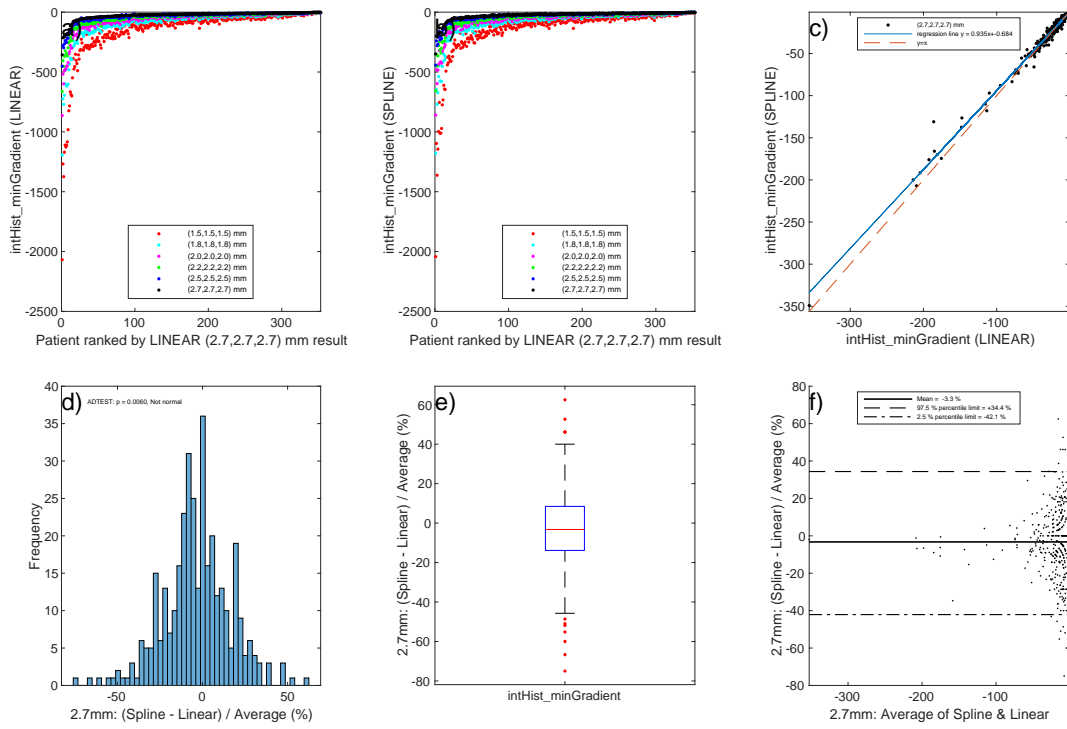 0
-500
-1000
-1500
-2000
-2500
intHist_minGradient (LINEAR)
(1.5,1.5,1.5) mm
(1.8,1.8,1.8) mm
(2.0,2.0,2.0) mm
(2.2,2.2,2.2) mm
(2.5,2.5,2.5) mm
(2.7,2.7,2.7) mm
0 100 200 300
Patient ranked by LINEAR (2.7,2.7,2.7) mm result
0
-500
-1000
-1500
-2000
-2500
intHist_minGradient (SPLINE)
(1.5,1.5,1.5) mm
(1.8,1.8,1.8) mm
(2.0,2.0,2.0) mm
(2.2,2.2,2.2) mm
(2.5,2.5,2.5) mm
(2.7,2.7,2.7) mm
0 100 200 300
Patient ranked by LINEAR (2.7,2.7,2.7) mm result
c)
(2.7,2.7,2.7) mm
regression line y = 0.935x+-0.684
y=x
-50
-100
-150
-200
-250
-300
-350
intHist_minGradient (SPLINE)
-300 -200 -100
intHist_minGradient (LINEAR)
d)
ADTEST: p = 0.0060, Not normal
40
35
30
25
20
15
10
5
0
Frequency
-50 0 50
2.7mm: (Spline - Linear) / Average (%)
e)
60
40
20
0
-20
-40
-60
-80
2.7mm: (Spline - Linear) / Average (%)
intHist_minGradient
f)
Mean = -3.3 %
97.5 % percentile limit = +34.4 %
2.5 % percentile limit = -42.1 %
80
60
40
20
0
-20
-40
-60
-80
2.7mm: (Spline - Linear) / Average (%)
-300 -200 -100
2.7mm: Average of Spline & Linear